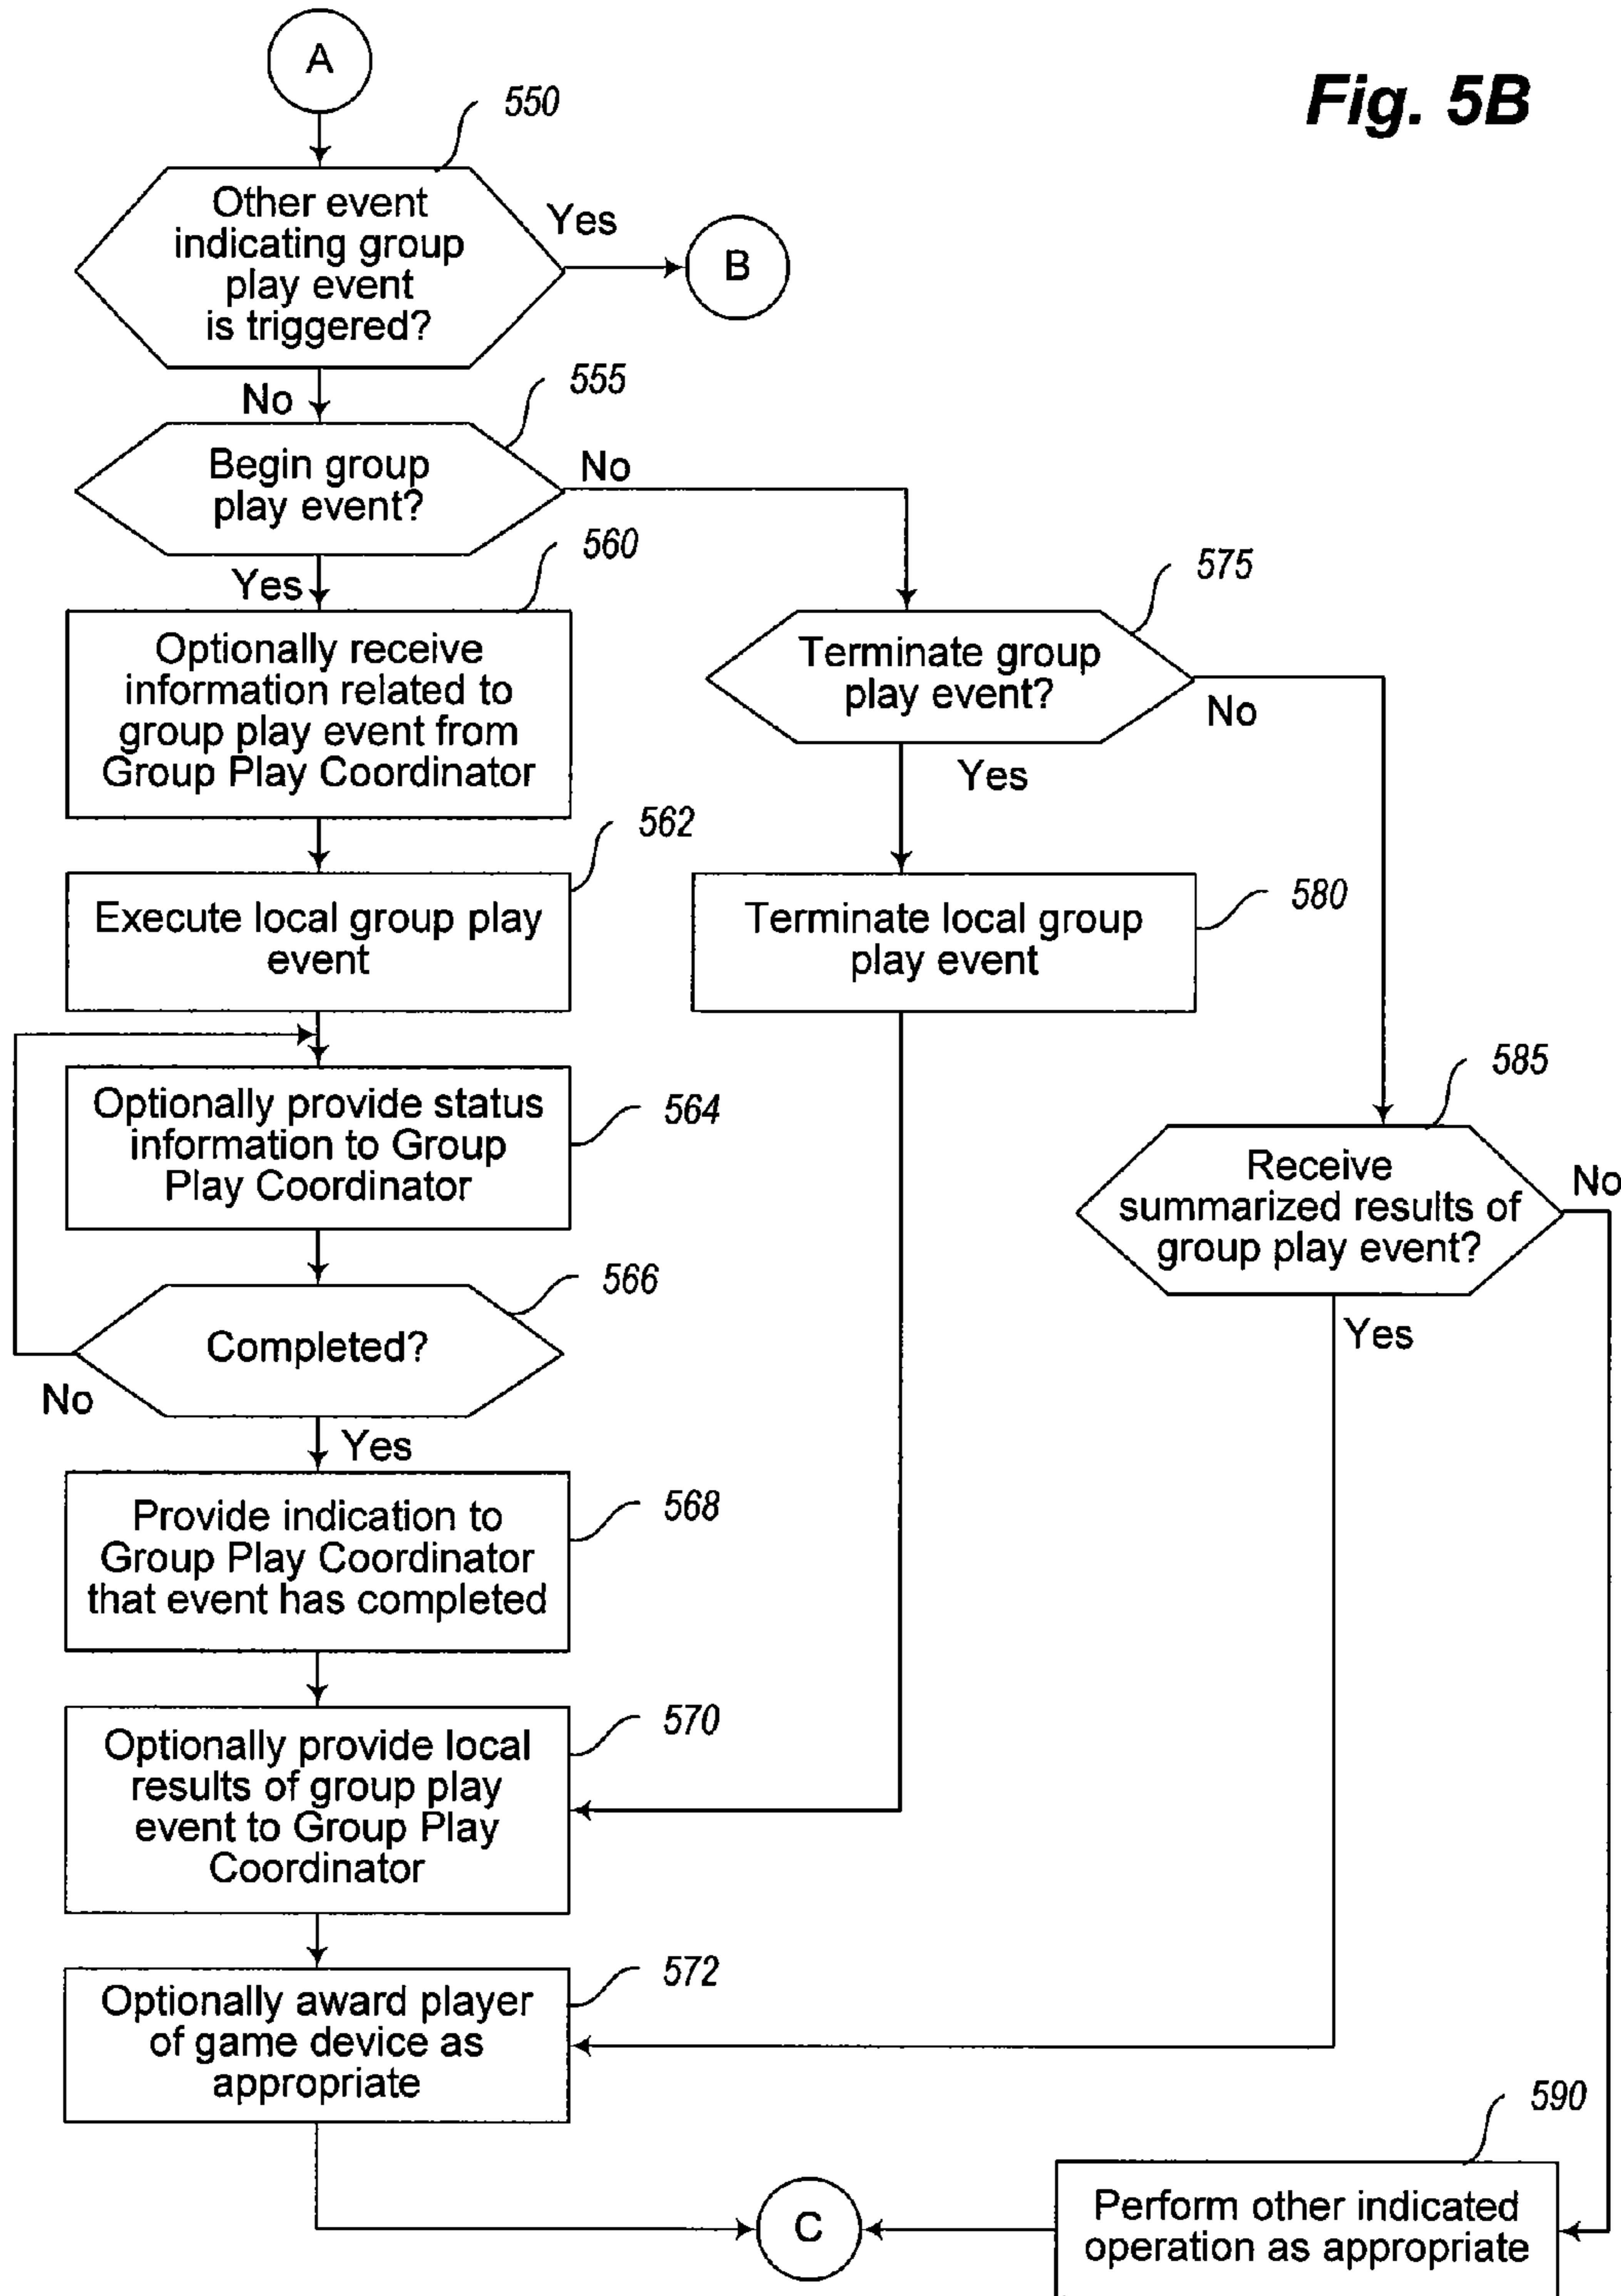 Fig. 5B
A
550
Other event
indicating group
play event
is triggered?
Yes
B
No
555
Begin group
play event?
No
Yes
560
Optionally receive
information related to
group play event from
Group Play Coordinator
575
Terminate group
play event?
No
Yes
562
Execute local group play
event
580
Terminate local group
play event
564
Optionally provide status
information to Group
Play Coordinator
585
Receive
summarized results of
group play event?
No
Yes
566
Completed?
No
Yes
568
Provide indication to
Group Play Coordinator
that event has completed
570
Optionally provide local
results of group play
event to Group Play
Coordinator
572
Optionally award player
of game device as
appropriate
590
Perform other indicated
operation as appropriate
C